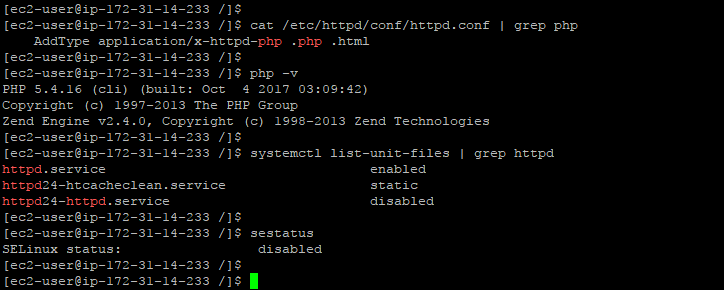 [ec2-user@ip-172-31-14-233 /]$
[ec2-user@ip-172-31-14-233 /]$ cat /etc/httpd/conf/httpd.conf | grep php
    AddType application/x-httpd-php .php .html
[ec2-user@ip-172-31-14-233 /]$
[ec2-user@ip-172-31-14-233 /]$ php -v
PHP 5.4.16 (cli) (built: Oct  4 2017 03:09:42)
Copyright (c) 1997-2013 The PHP Group
Zend Engine v2.4.0, Copyright (c) 1998-2013 Zend Technologies
[ec2-user@ip-172-31-14-233 /]$
[ec2-user@ip-172-31-14-233 /]$ systemctl list-unit-files | grep httpd
httpd.service                                 enabled
httpd24-htcacheclean.service                  static
httpd24-httpd.service                         disabled
[ec2-user@ip-172-31-14-233 /]$
[ec2-user@ip-172-31-14-233 /]$ sestatus
SELinux status:                 disabled
[ec2-user@ip-172-31-14-233 /]$
[ec2-user@ip-172-31-14-233 /]$